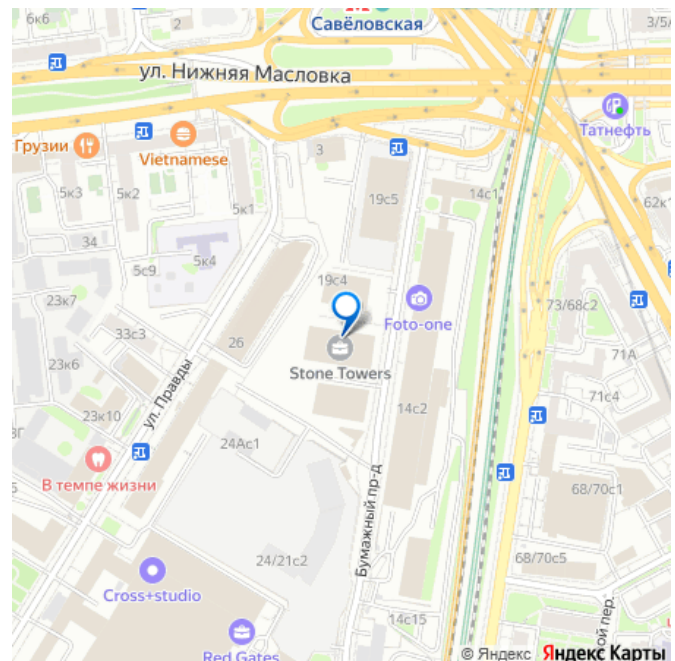 6к6
2
Савёловская
3/5
ул. Нижняя Масловка
Татнефть
Грузии
Vietnamese
3
5к3
5к2
5к1
19с5
14с1
62к1
34
5с9
5к4
23к7
19с4
73/68с2
Foto-one
33с3
26
71А
23к6
ул. Правды
Stone Towers
71с4
23к10
14с2
24Ас1
В темпе жизни
68/70с1
Бумажный пр-д
24/21с2
68/70с5
Cross+studio
14с15
ой пер.
Red Gates
© Яндекс Яндекс Карты